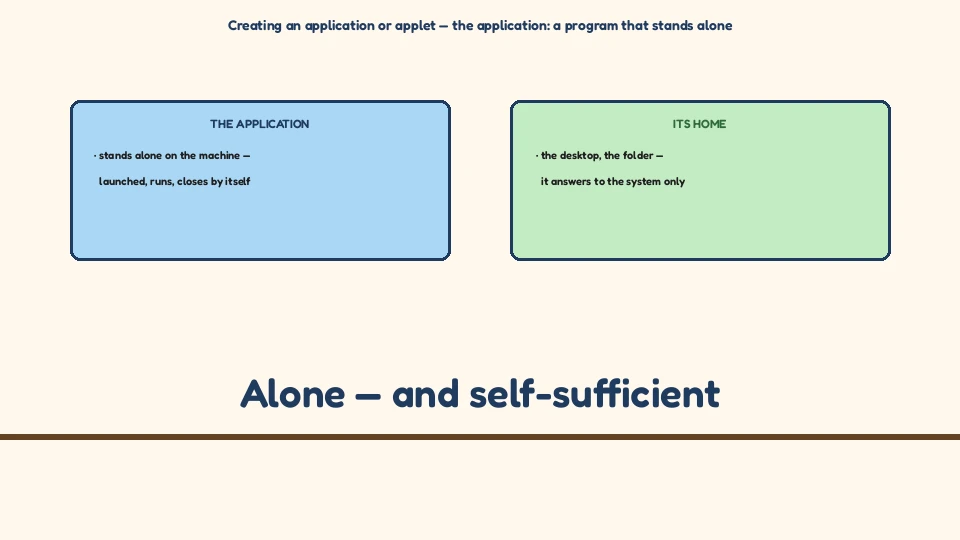 Creating an application or applet — the application: a program that stands alone
THE APPLICATION
· stands alone on the machine —
launched, runs, closes by itself
ITS HOME
· the desktop, the folder —
it answers to the system only
Alone — and self-sufficient